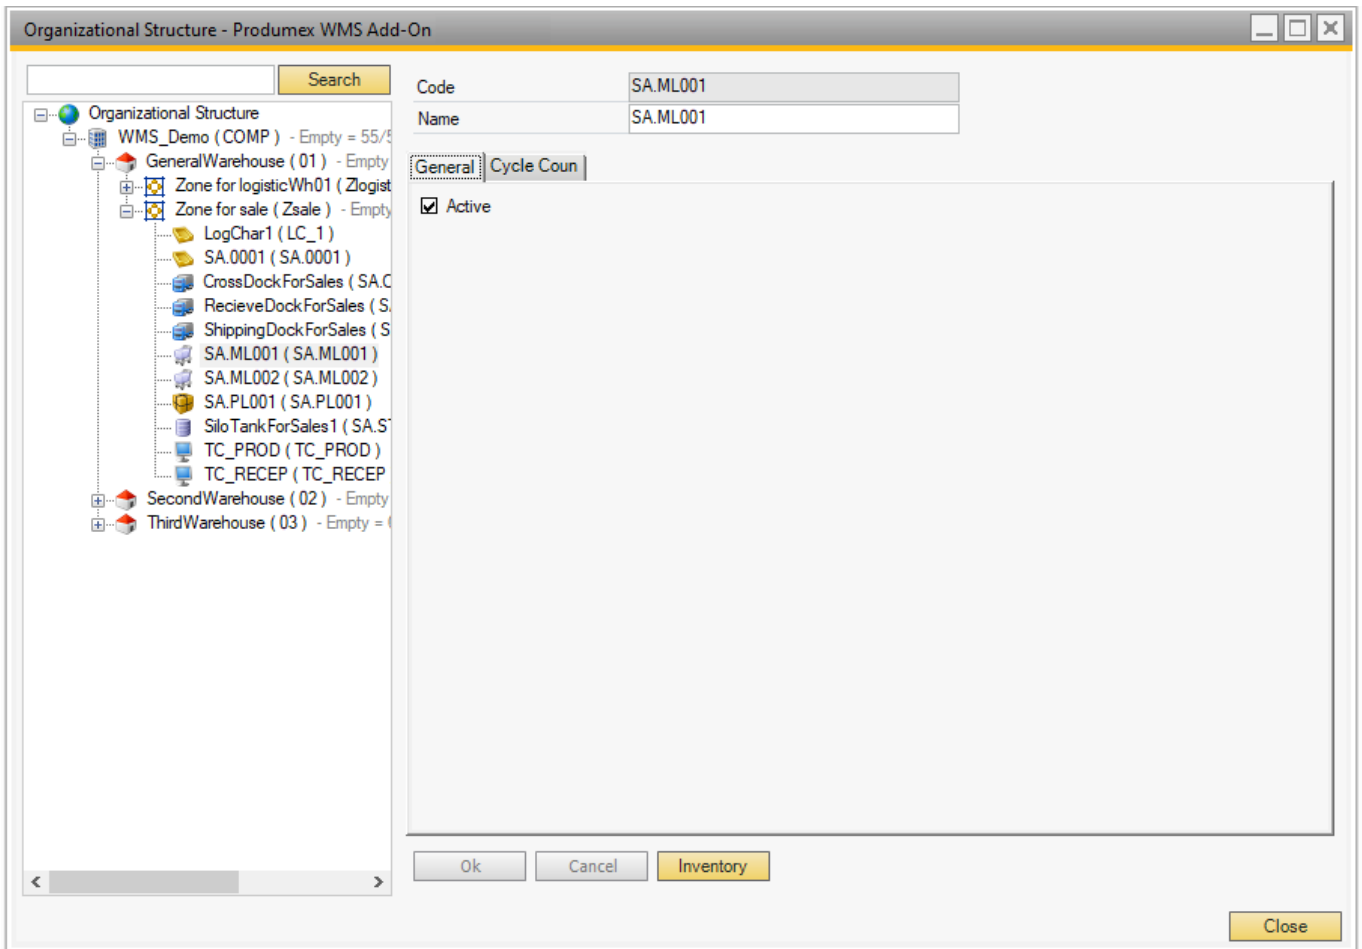 Organizational Structure - Produmex WMS Add-On
Search
Organizational Structure
WMS_Demo ( COMP ) - Empty = 55/5
GeneralWarehouse ( 01 ) - Empty
Zone for logisticWh01 ( Zlogist
Zone for sale ( Zsale ) - Empty
LogChar1 ( LC_1 )
SA.0001 ( SA.0001 )
CrossDockForSales ( SA.C
RecieveDockForSales ( S.
ShippingDockForSales ( S
SA.ML001 ( SA.ML001 )
SA.ML002 ( SA.ML002 )
SA.PL001 ( SA.PL001 )
SiloTankForSales1 ( SA.S
TC_PROD ( TC_PROD )
TC_RECEP ( TC_RECEP
SecondWarehouse ( 02 ) - Empty
ThirdWarehouse ( 03 ) - Empty =
Code SA.ML001
Name SA.ML001
General Cycle Coun
Active
Ok Cancel Inventory
Close